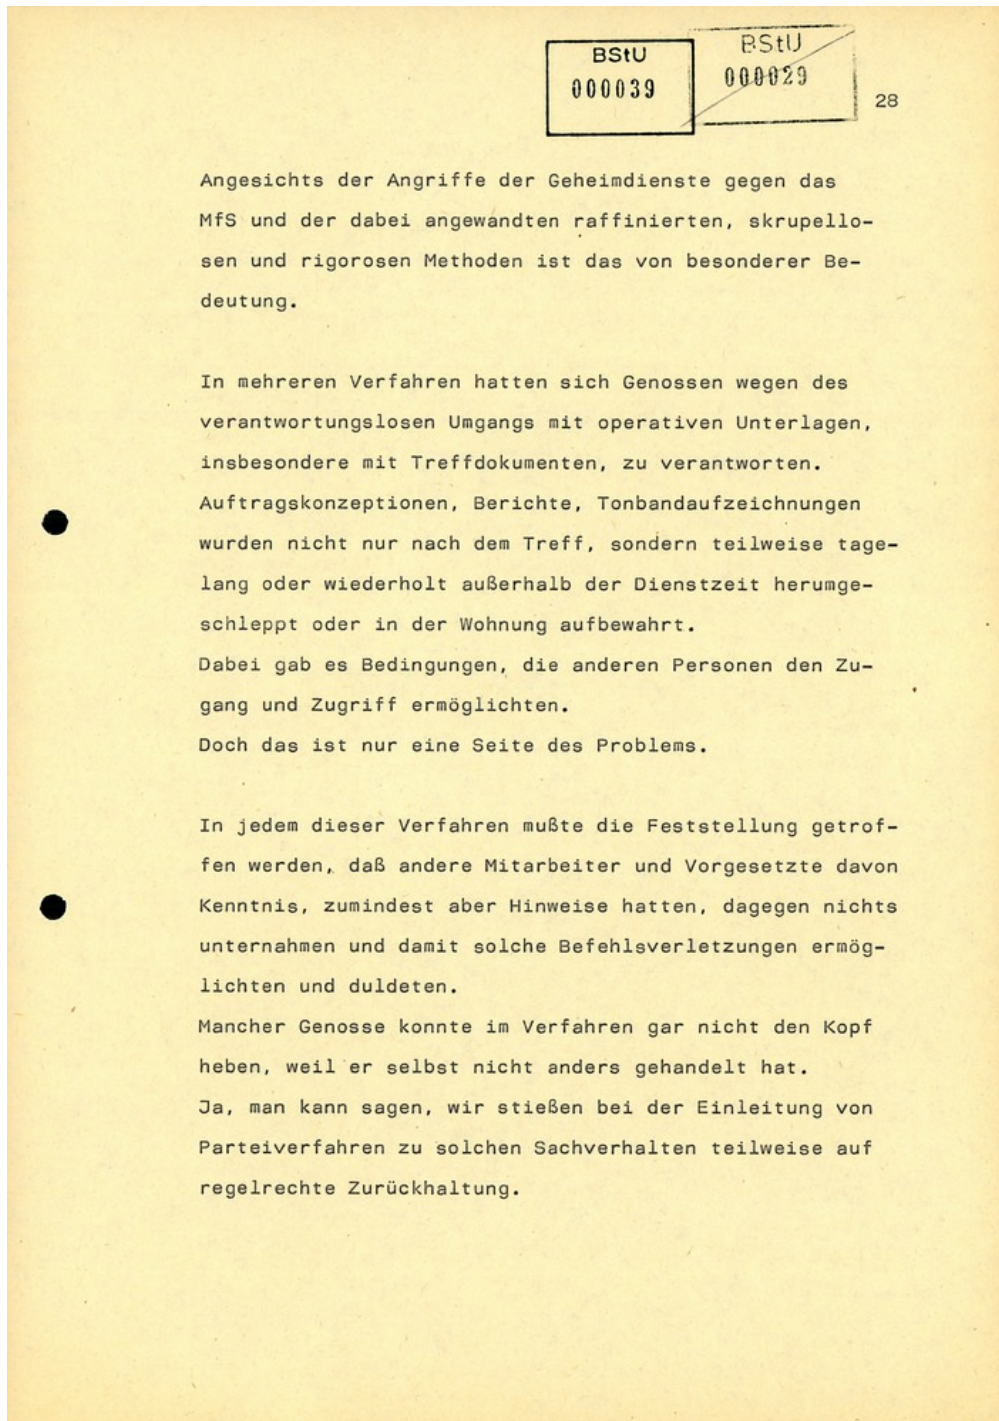 BStU
000039
BStU
000029
28
Angesichts der Angriffe der Geheimdienste gegen das
MfS und der dabei angewandten raffinierten, skrupello-
sen und rigorosen Methoden ist das von besonderer Be-
deutung.
In mehreren Verfahren hatten sich Genossen wegen des
verantwortungslosen Umgangs mit operativen Unterlagen,
insbesondere mit Treffdokumenten, zu verantworten.
Auftragskonzeptionen, Berichte, Tonbandaufzeichnungen
wurden nicht nur nach dem Treff, sondern teilweise tage-
lang oder wiederholt außerhalb der Dienstzeit herumge-
schleppt oder in der Wohnung aufbewahrt.
Dabei gab es Bedingungen, die anderen Personen den Zu-
gang und Zugriff ermöglichten.
Doch das ist nur eine Seite des Problems.
In jedem dieser Verfahren mußte die Feststellung getrof-
fen werden, daß andere Mitarbeiter und Vorgesetzte davon
Kenntnis, zumindest aber Hinweise hatten, dagegen nichts
unternahmen und damit solche Befehlsverletzungen ermög-
lichten und duldeten.
Mancher Genosse konnte im Verfahren gar nicht den Kopf
heben, weil er selbst nicht anders gehandelt hat.
Ja, man kann sagen, wir stießen bei der Einleitung von
Parteiverfahren zu solchen Sachverhalten teilweise auf
regelrechte Zurückhaltung.